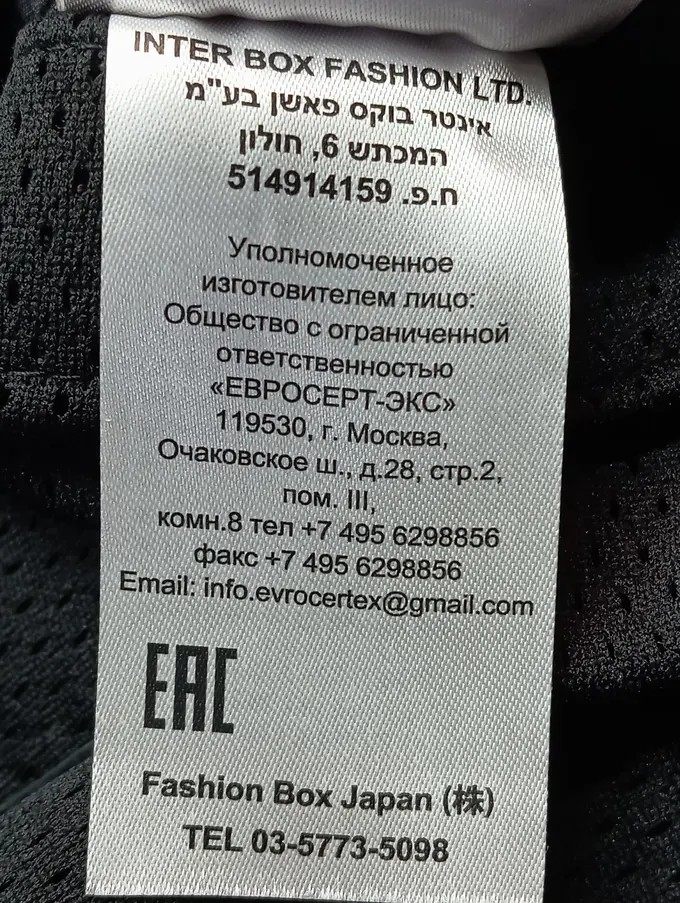 INTER BOX FASHION LTD.
אינטר בוקס פאשן בע"מ
המכתש 6, חולון
ח.פ. 514914159
Уполномоченное
изготовителем лицо:
Общество с ограниченной
ответственностью
«ЕВРОСЕРТ-ЭКС»
119530, г. Москва,
Очаковское ш., д.28, стр.2,
пом. III,
комн.8 тел +7 495 6298856
факс +7 495 6298856
Email: info.evrocertex@gmail.com
EAC
Fashion Box Japan (株)
TEL 03-5773-5098